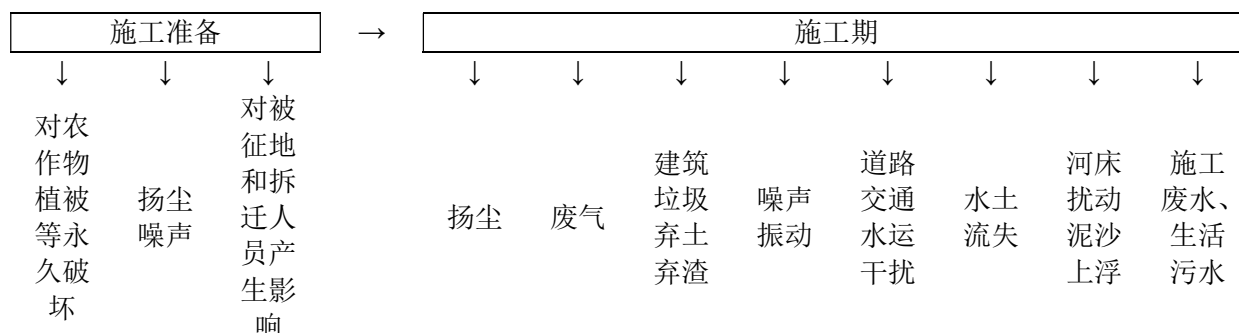 施工准备
→
施工期
↓
↓
↓
↓
↓
↓
↓
↓
↓
↓
↓
对农
作物
植被
等永
久破
坏
扬尘
噪声
对被
征地
和拆
迁人
员产
生影
响
扬尘
废气
建筑
垃圾
弃土
弃渣
噪声
振动
道路
交通
水运
干扰
水土
流失
河床
扰动
泥沙
上浮
施工
废水、
生活
污水